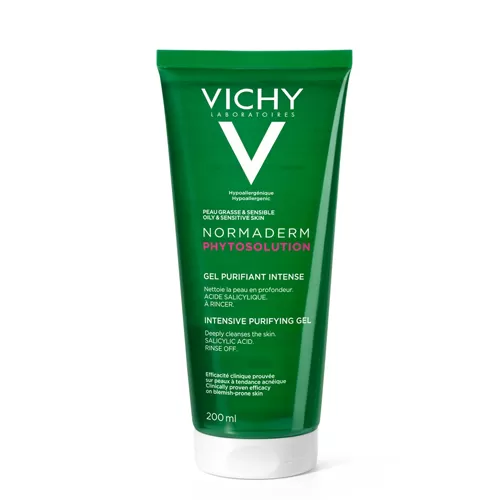 VICHY
LABORATOIRES
V
Hypoallergénique
Hypoallergenic
PEAU GRASSE & SENSIBLE
OILY & SENSITIVE SKIN
NORMADERM
PHYTOSOLUTION
GEL PURIFIANT INTENSE
Nettoie la peau en profondeur.
ACIDE SALICYLIQUE.
À RINCER.
INTENSIVE PURIFYING GEL
Deeply cleanses the skin.
SALICYLIC ACID.
RINSE OFF.
Efficacité clinique prouvée
sur peaux à tendance acnéique
Clinically proven efficacy
on blemish-prone skin
200 ml